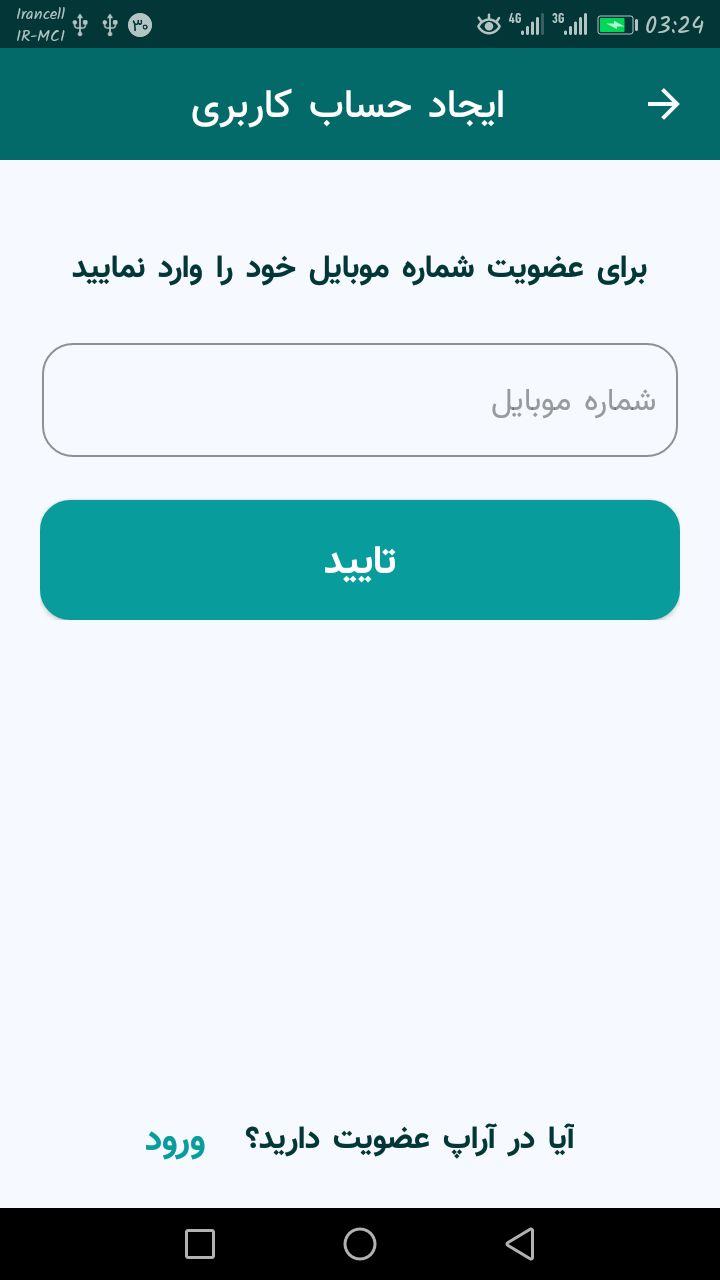 Irancell
IR-MCI
۳۰
4G
3G
03:24
ایجاد حساب کاربری
برای عضویت شماره موبایل خود را وارد نمایید
شماره موبایل
تایید
آیا در آراپ عضویت دارید؟ ورود